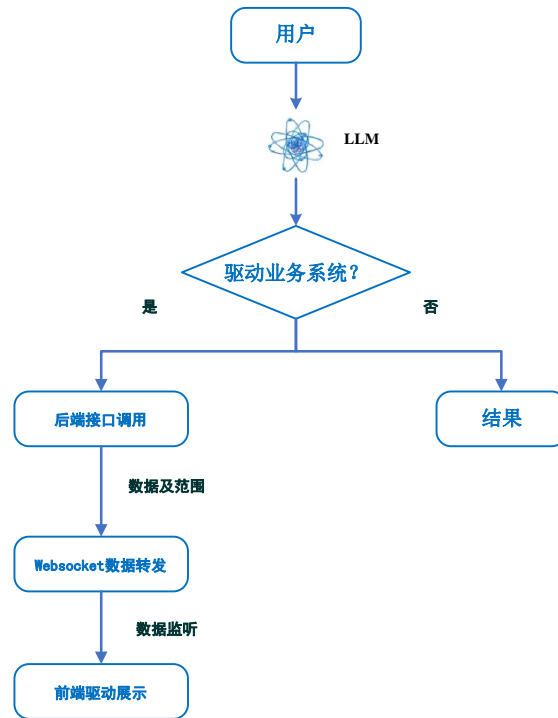 用户
LLM
驱动业务系统？
是
否
后端接口调用
结果
数据及范围
Websocket数据转发
数据监听
前端驱动展示